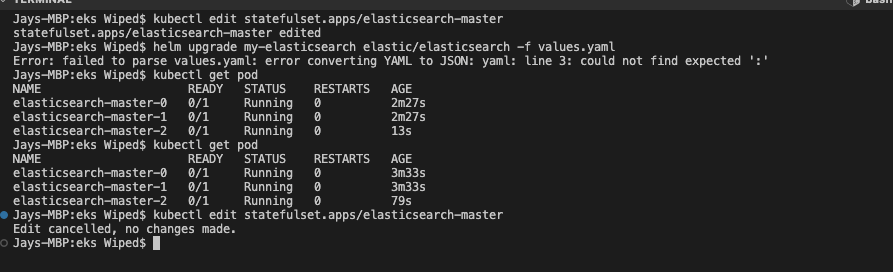 TERMINAL
Jays-MBP:eks Wiped$ kubectl edit statefulset.apps/elasticsearch-master
statefulset.apps/elasticsearch-master edited
Jays-MBP:eks Wiped$ helm upgrade my-elasticsearch elastic/elasticsearch -f values.yaml
Error: failed to parse values.yaml: error converting YAML to JSON: yaml: line 3: could not find expected ':'
Jays-MBP:eks Wiped$ kubectl get pod
NAME READY STATUS RESTARTS AGE
elasticsearch-master-0 0/1 Running 0 2m27s
elasticsearch-master-1 0/1 Running 0 2m27s
elasticsearch-master-2 0/1 Running 0 13s
Jays-MBP:eks Wiped$ kubectl get pod
NAME READY STATUS RESTARTS AGE
elasticsearch-master-0 0/1 Running 0 3m33s
elasticsearch-master-1 0/1 Running 0 3m33s
elasticsearch-master-2 0/1 Running 0 79s
Jays-MBP:eks Wiped$ kubectl edit statefulset.apps/elasticsearch-master
Edit cancelled, no changes made.
Jays-MBP:eks Wiped$